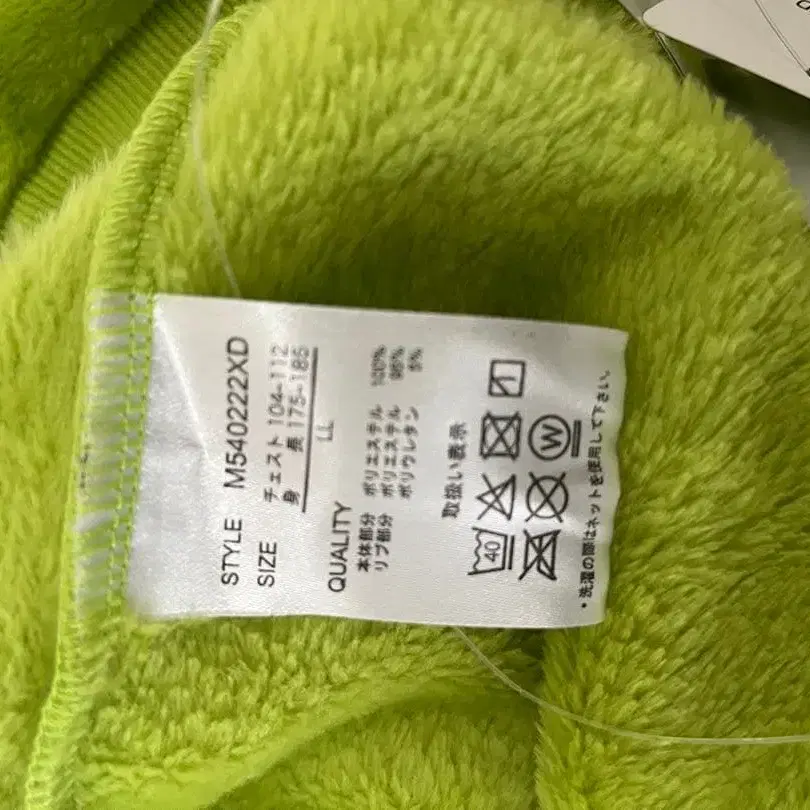 STYLE M540222XD
SIZE チェスト 104-112
身 長 175-185
LL
QUALITY
本体部分 ポリエステル 100%
リブ部分 ポリエステル 95%
ポリウレタン 5%
取扱い表示
40
W
・洗濯の際はネットを使用して下さい。